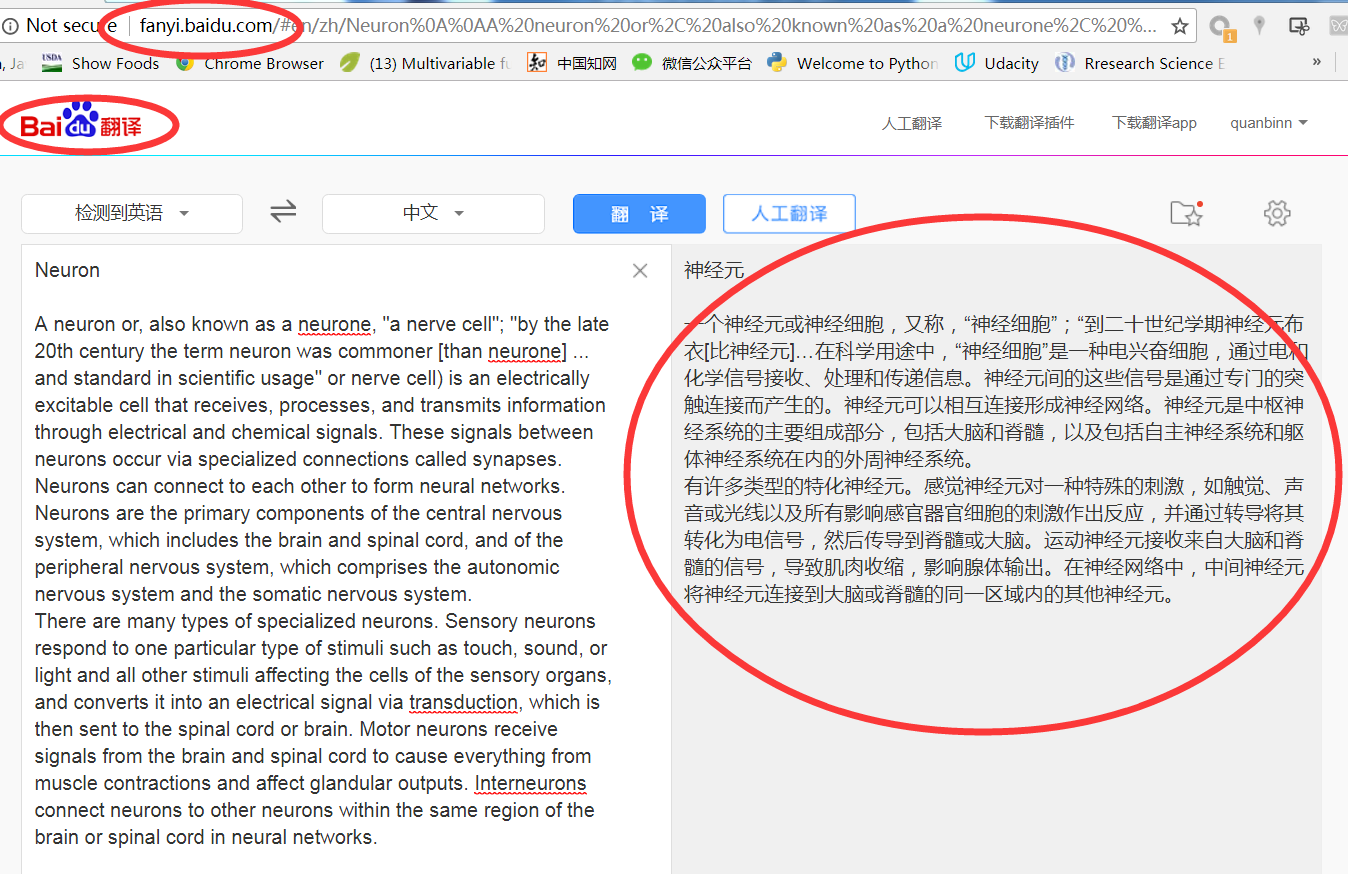 Not secure
fanyi.baidu.com/#en/zh/Neuron%0A%0AA%20neuron%20or%2C%20also%20known%20as%20a%20neurone%2C%20%...
1
Ja
USDA Show Foods
Chrome Browser
(13) Multivariable fu
知 中国知网
微信公众平台
Welcome to Python
Udacity
Rresearch Science E
»
Bai du 翻译
人工翻译
下载翻译插件
下载翻译app
quanbinn
检测到英语
中文
翻 译
人工翻译
Neuron
A neuron or, also known as a neurone, "a nerve cell"; "by the late
20th century the term neuron was commoner [than neurone] ...
and standard in scientific usage" or nerve cell) is an electrically
excitable cell that receives, processes, and transmits information
through electrical and chemical signals. These signals between
neurons occur via specialized connections called synapses.
Neurons can connect to each other to form neural networks.
Neurons are the primary components of the central nervous
system, which includes the brain and spinal cord, and of the
peripheral nervous system, which comprises the autonomic
nervous system and the somatic nervous system.
There are many types of specialized neurons. Sensory neurons
respond to one particular type of stimuli such as touch, sound, or
light and all other stimuli affecting the cells of the sensory organs,
and converts it into an electrical signal via transduction, which is
then sent to the spinal cord or brain. Motor neurons receive
signals from the brain and spinal cord to cause everything from
muscle contractions and affect glandular outputs. Interneurons
connect neurons to other neurons within the same region of the
brain or spinal cord in neural networks.
神经元
一个神经元或神经细胞，又称，“神经细胞”；“到二十世纪学期神经元布
衣[比神经元]…在科学用途中，“神经细胞”是一种电兴奋细胞，通过电和
化学信号接收、处理和传递信息。神经元间的这些信号是通过专门的突
触连接而产生的。神经元可以相互连接形成神经网络。神经元是中枢神
经系统的主要组成部分，包括大脑和脊髓，以及包括自主神经系统和躯
体神经系统在内的外周神经系统。
有许多类型的特化神经元。感觉神经元对一种特殊的刺激，如触觉、声
音或光线以及所有影响感官器官细胞的刺激作出反应，并通过转导将其
转化为电信号，然后传导到脊髓或大脑。运动神经元接收来自大脑和脊
髓的信号，导致肌肉收缩，影响腺体输出。在神经网络中，中间神经元
将神经元连接到大脑或脊髓的同一区域内的其他神经元。